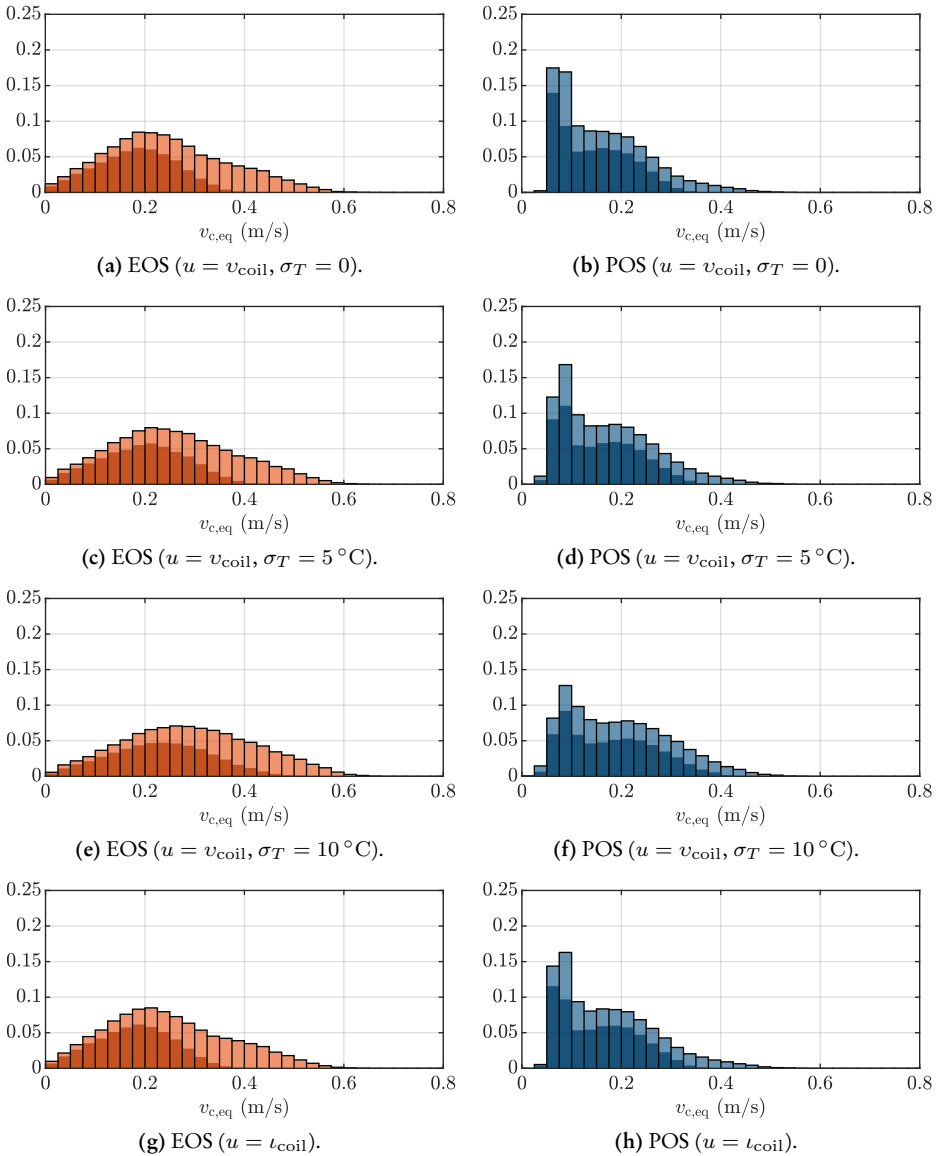 0.25 0.25
0.2 0.2
0.15 0.15
0.1 0.1
0.05 0.05
0 0
0 0.2 0.4 0.6 0.8 0 0.2 0.4 0.6 0.8
v_c,eq (m/s) v_c,eq (m/s)
(a) EOS (u = v_coil, σ_T = 0). (b) POS (u = v_coil, σ_T = 0).
0.25 0.25
0.2 0.2
0.15 0.15
0.1 0.1
0.05 0.05
0 0
0 0.2 0.4 0.6 0.8 0 0.2 0.4 0.6 0.8
v_c,eq (m/s) v_c,eq (m/s)
(c) EOS (u = v_coil, σ_T = 5 °C). (d) POS (u = v_coil, σ_T = 5 °C).
0.25 0.25
0.2 0.2
0.15 0.15
0.1 0.1
0.05 0.05
0 0
0 0.2 0.4 0.6 0.8 0 0.2 0.4 0.6 0.8
v_c,eq (m/s) v_c,eq (m/s)
(e) EOS (u = v_coil, σ_T = 10 °C). (f) POS (u = v_coil, σ_T = 10 °C).
0.25 0.25
0.2 0.2
0.15 0.15
0.1 0.1
0.05 0.05
0 0
0 0.2 0.4 0.6 0.8 0 0.2 0.4 0.6 0.8
v_c,eq (m/s) v_c,eq (m/s)
(g) EOS (u = ι_coil). (h) POS (u = ι_coil).